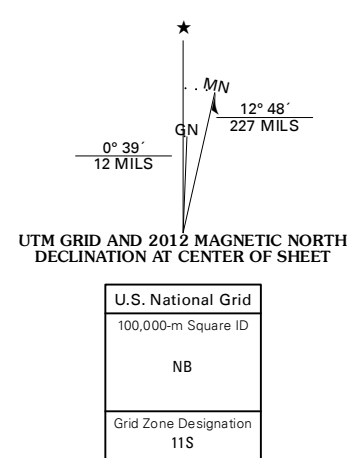 ★
MN
GN
12° 48´
227 MILS
0° 39´
12 MILS
UTM GRID AND 2012 MAGNETIC NORTH
DECLINATION AT CENTER OF SHEET
U.S. National Grid
100,000-m Square ID
NB
Grid Zone Designation
11S